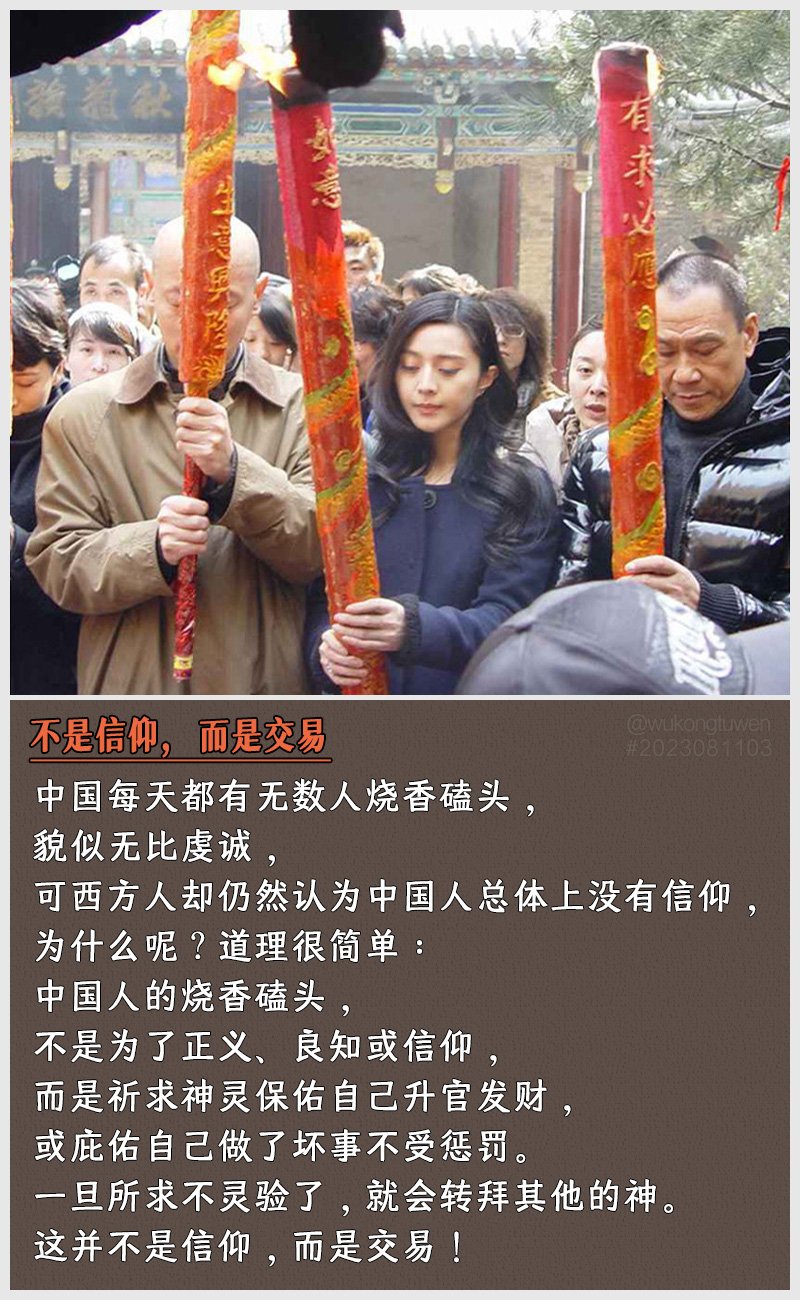 生意興隆
如意
有求必應
不是信仰，而是交易
@wukongtuwen
#2023081103
中国每天都有无数人烧香磕头，
貌似无比虔诚，
可西方人却仍然认为中国人总体上没有信仰，
为什么呢？道理很简单：
中国人的烧香磕头，
不是为了正义、良知或信仰，
而是祈求神灵保佑自己升官发财，
或庇佑自己做了坏事不受惩罚。
一旦所求不灵验了，就会转拜其他的神。
这并不是信仰，而是交易！